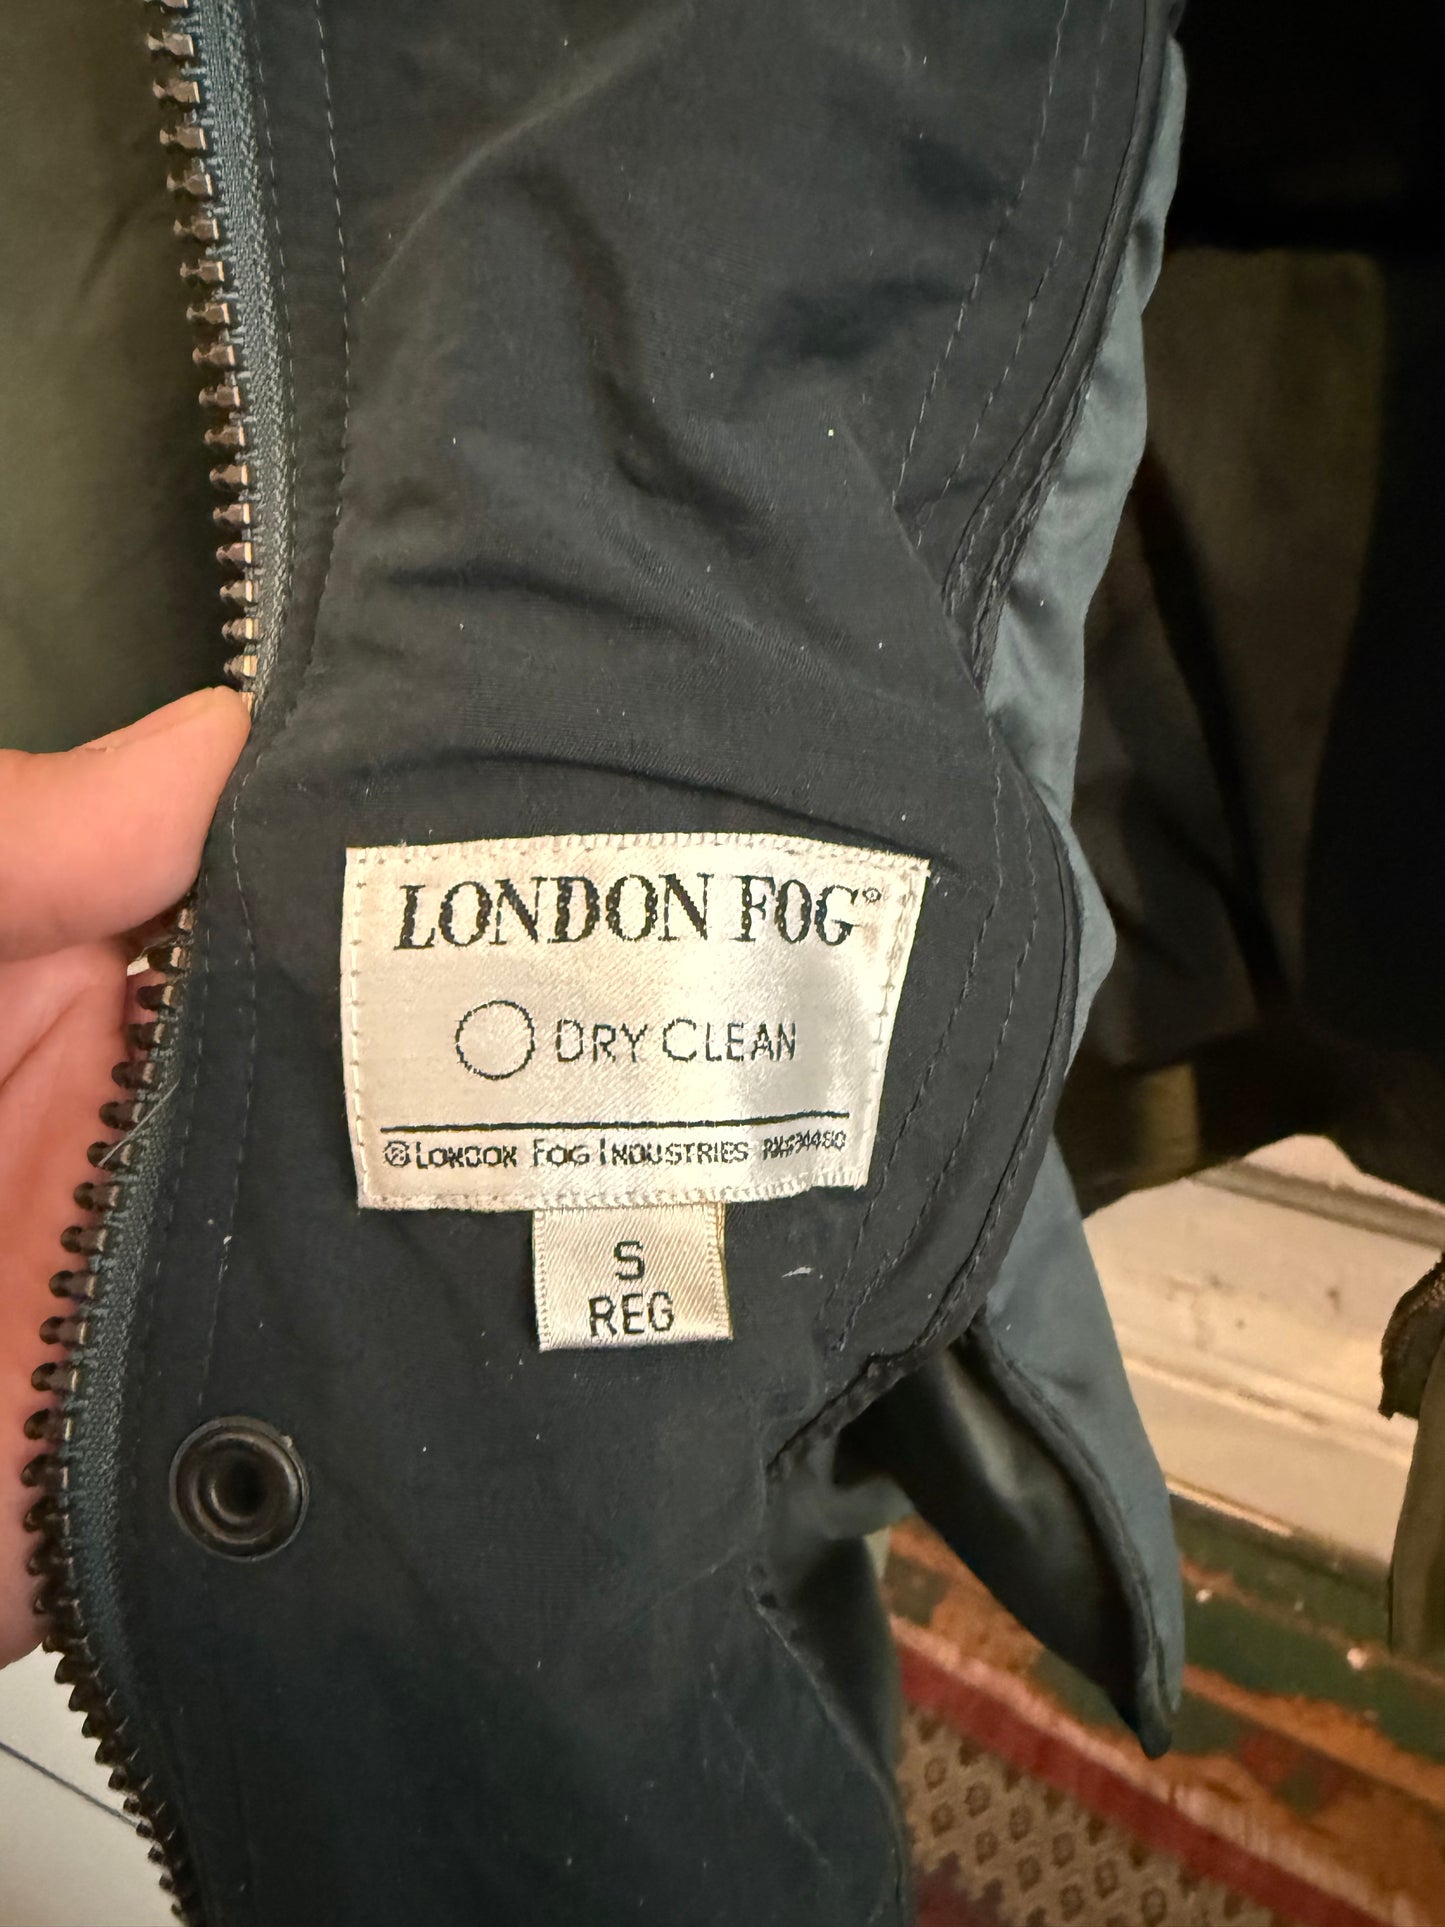 LONDON FOG®
DRY CLEAN
LONDON FOG INDUSTRIES
S
REG